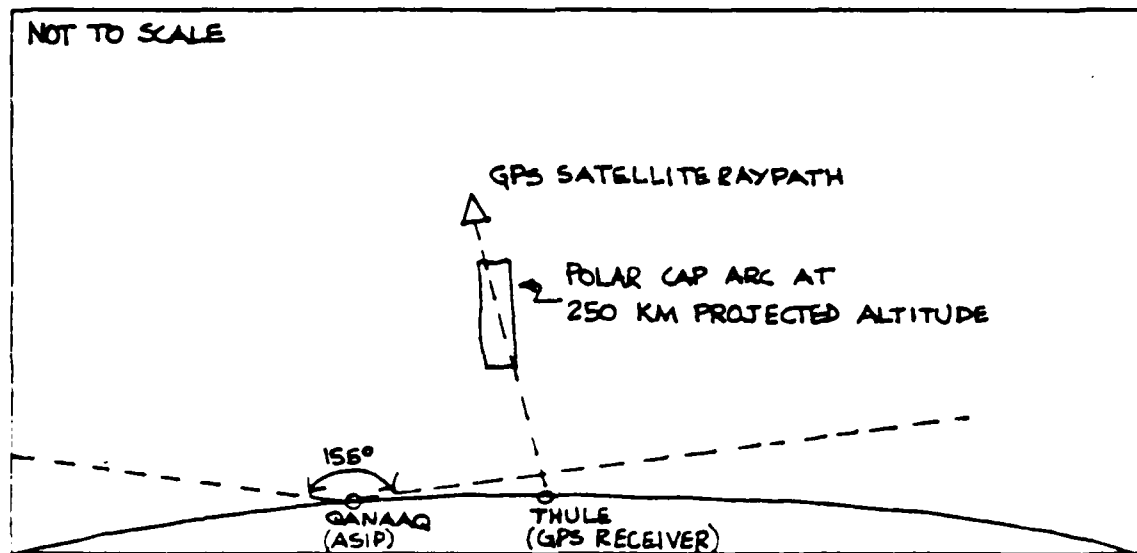 NOT TO SCALE
GPS SATELLITE RAYPATH
POLAR CAP ARC AT
250 KM PROJECTED ALTITUDE
155°
QANAAQ
(ASIP)
THULE
(GPS RECEIVER)